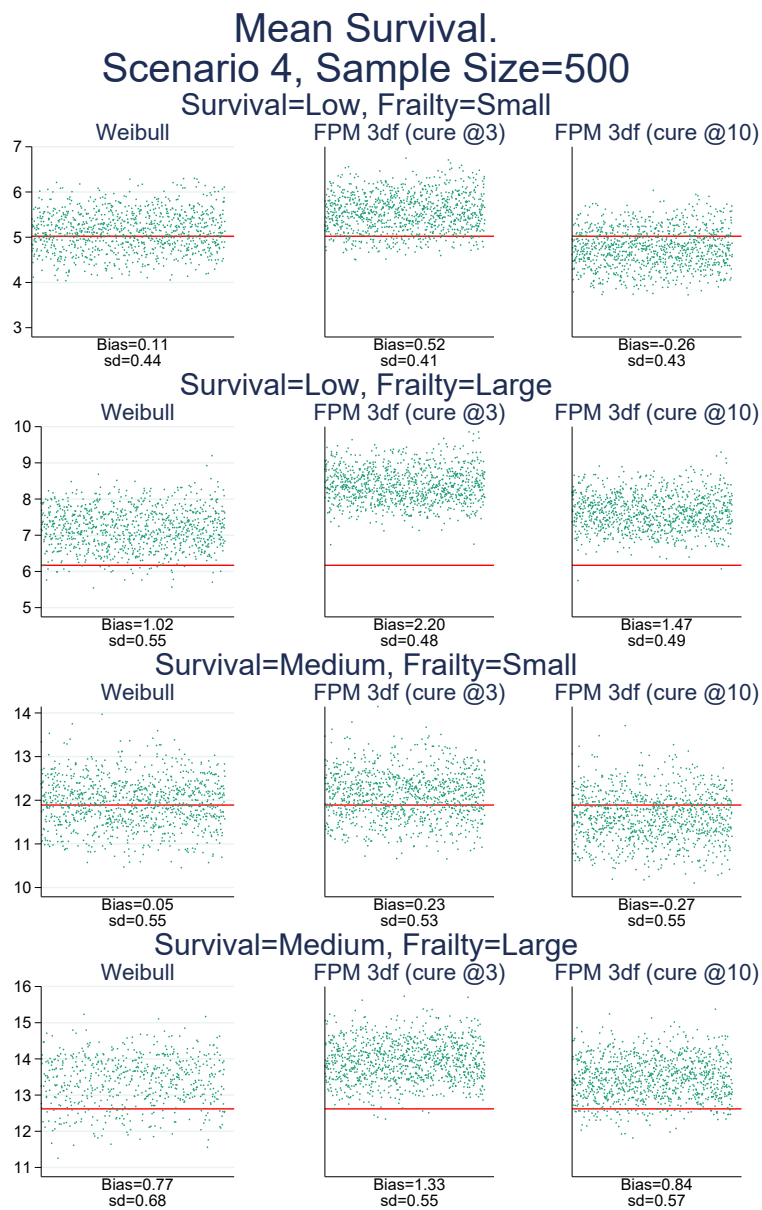 Mean Survival.
Scenario 4, Sample Size=500
Survival=Low, Frailty=Small
Weibull
FPM 3df (cure @3)
FPM 3df (cure @10)
7
6
5
4
3
Bias=0.11
sd=0.44
Bias=0.52
sd=0.41
Bias=-0.26
sd=0.43
Survival=Low, Frailty=Large
Weibull
FPM 3df (cure @3)
FPM 3df (cure @10)
10
9
8
7
6
5
Bias=1.02
sd=0.55
Bias=2.20
sd=0.48
Bias=1.47
sd=0.49
Survival=Medium, Frailty=Small
Weibull
FPM 3df (cure @3)
FPM 3df (cure @10)
14
13
12
11
10
Bias=0.05
sd=0.55
Bias=0.23
sd=0.53
Bias=-0.27
sd=0.55
Survival=Medium, Frailty=Large
Weibull
FPM 3df (cure @3)
FPM 3df (cure @10)
16
15
14
13
12
11
Bias=0.77
sd=0.68
Bias=1.33
sd=0.55
Bias=0.84
sd=0.57